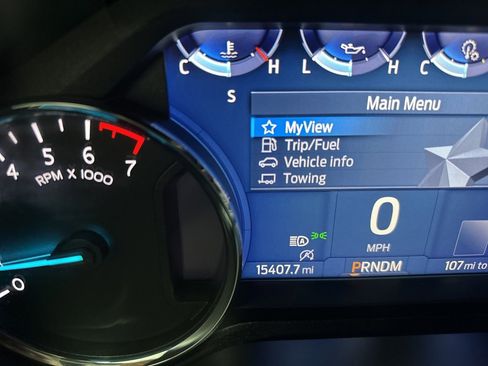 C H L H C
S
Main Menu
MyView
Trip/Fuel
Vehicle info
Towing
4 5 6 7
RPM X 1000
0
0
MPH
15407.7 mi PRNDM 107 mi to